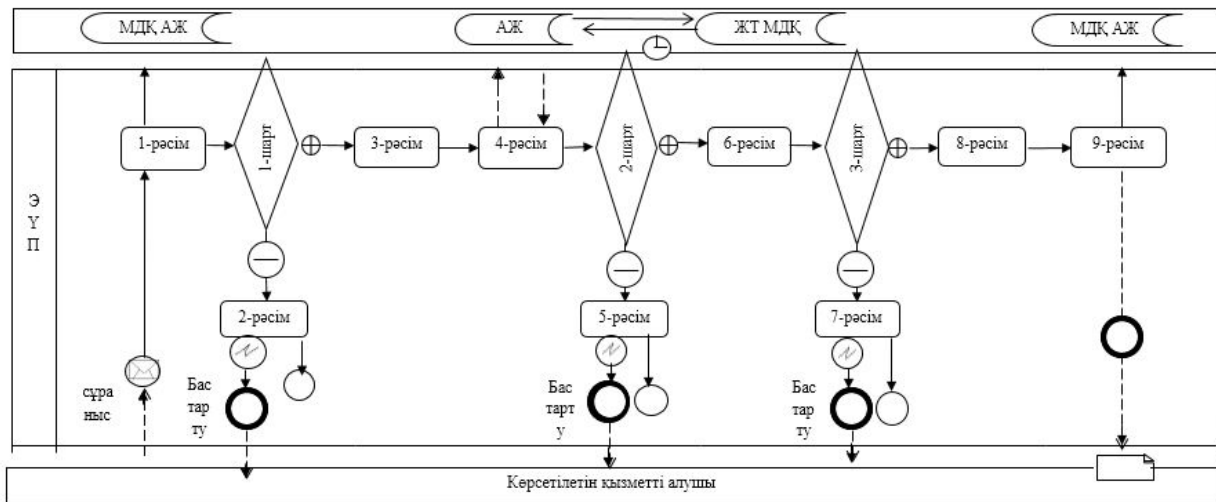 МДҚ АЖ
АЖ
ЖТ МДҚ
МДҚ АЖ
Э
Ү
П
1-рәсім
1-шарт
3-рәсім
4-рәсім
2-шарт
6-рәсім
3-шарт
8-рәсім
9-рәсім
2-рәсім
5-рәсім
7-рәсім
сұра
ныс
Бас
тар
ту
Бас
тарт
у
Бас
тар
ту
Көрсетілетін қызметті алушы